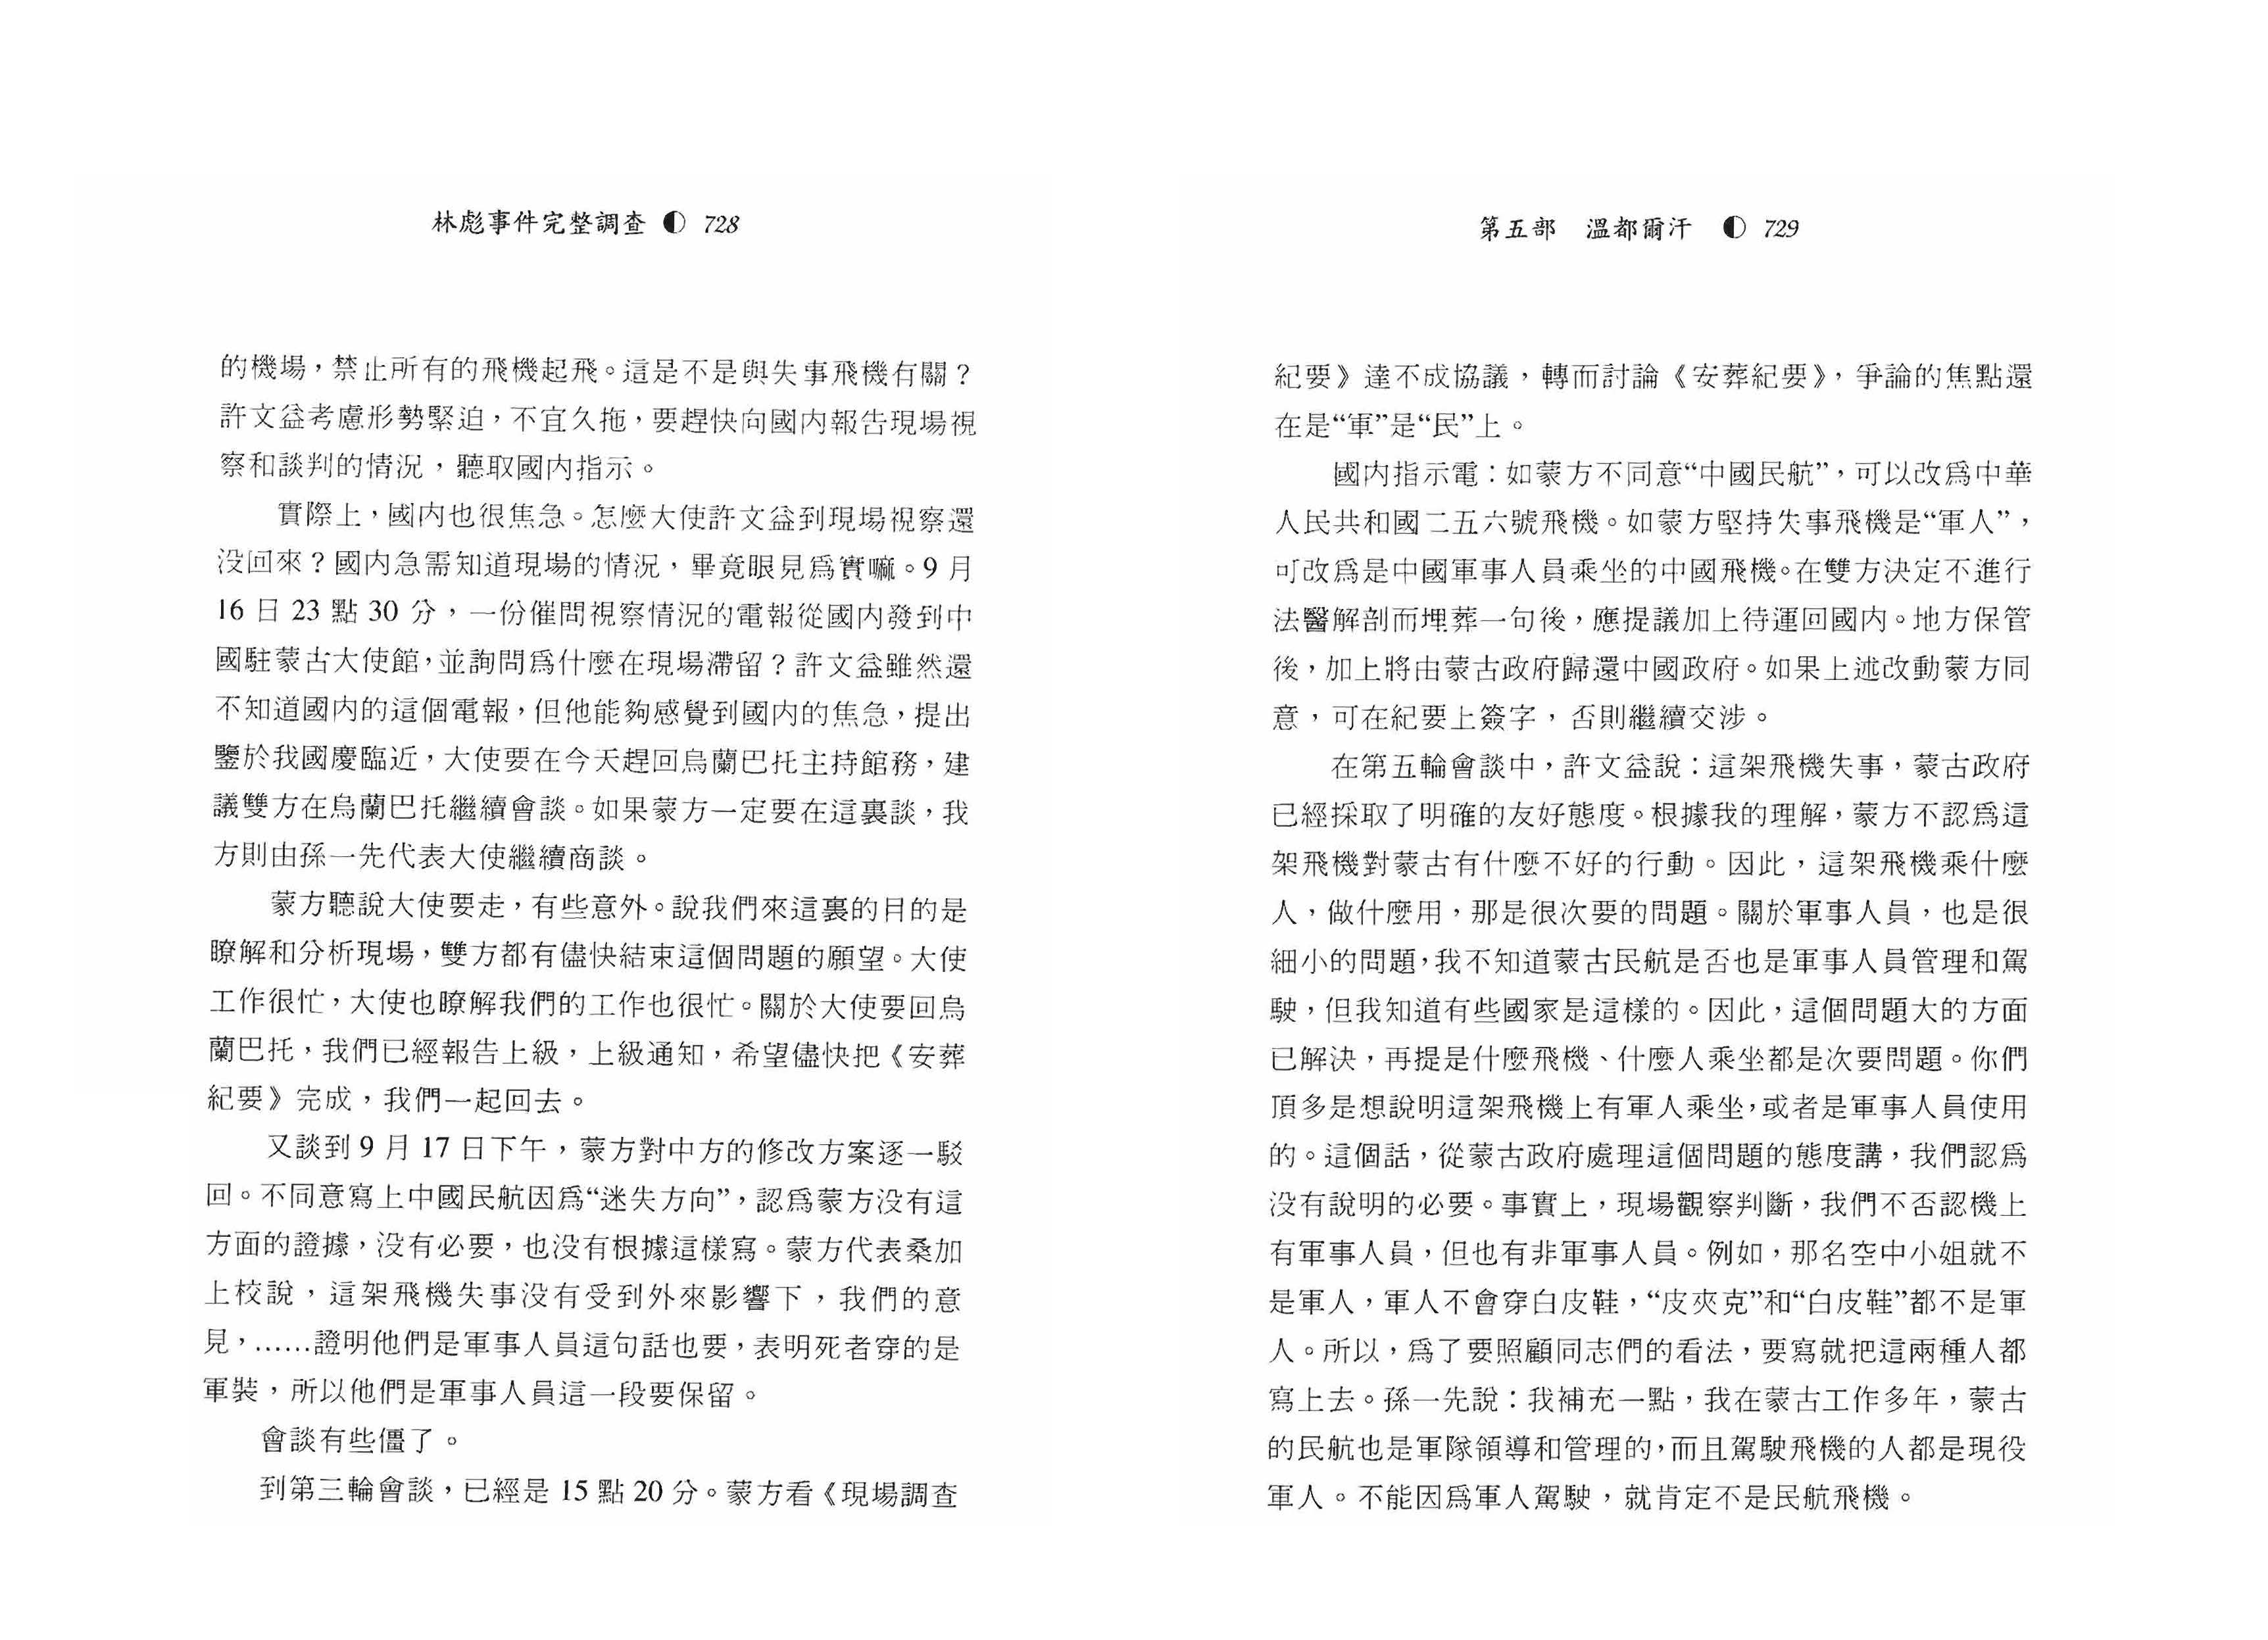 林彪事件完整調查 ◐ 728
的機場，禁止所有的飛機起飛。這是不是與失事飛機有關？
許文益考慮形勢緊迫，不宜久拖，要趕快向國内報告現場視
察和談判的情況，聽取國内指示。
實際上，國内也很焦急。怎麼大使許文益到現場視察還
没回來？國内急需知道現場的情況，畢竟眼見爲實嘛。9 月
16 日 23 點 30 分，一份催問視察情況的電報從國内發到中
國駐蒙古大使館，並詢問爲什麼在現場滯留？許文益雖然還
不知道國内的這個電報，但他能夠感覺到國内的焦急，提出
鑒於我國慶臨近，大使要在今天趕回烏蘭巴托主持館務，建
議雙方在烏蘭巴托繼續會談。如果蒙方一定要在這裏談，我
方則由孫一先代表大使繼續商談。
蒙方聽說大使要走，有些意外。說我們來這裏的目的是
瞭解和分析現場，雙方都有儘快結束這個問題的願望。大使
工作很忙，大使也瞭解我們的工作也很忙。關於大使要回烏
蘭巴托，我們已經報告上級，上級通知，希望儘快把《安葬
紀要》完成，我們一起回去。
又談到 9 月 17 日下午，蒙方對中方的修改方案逐一駁
回。不同意寫上中國民航因爲“迷失方向”，認爲蒙方没有這
方面的證據，没有必要，也没有根據這樣寫。蒙方代表桑加
上校說，這架飛機失事没有受到外來影響下，我們的意
見，……證明他們是軍事人員這句話也要，表明死者穿的是
軍裝，所以他們是軍事人員這一段要保留。
會談有些僵了。
到第三輪會談，已經是 15 點 20 分。蒙方看《現場調查
第五部　溫都爾汗 ◐ 729
紀要》達不成協議，轉而討論《安葬紀要》，爭論的焦點還
在是“軍”是“民”上。
國内指示電：如蒙方不同意“中國民航”，可以改爲中華
人民共和國二五六號飛機。如蒙方堅持失事飛機是“軍人”，
可改爲是中國軍事人員乘坐的中國飛機。在雙方決定不進行
法醫解剖而埋葬一句後，應提議加上待運回國内。地方保管
後，加上將由蒙古政府歸還中國政府。如果上述改動蒙方同
意，可在紀要上簽字，否則繼續交涉。
在第五輪會談中，許文益說：這架飛機失事，蒙古政府
已經採取了明確的友好態度。根據我的理解，蒙方不認爲這
架飛機對蒙古有什麼不好的行動。因此，這架飛機乘什麼
人，做什麼用，那是很次要的問題。關於軍事人員，也是很
細小的問題，我不知道蒙古民航是否也是軍事人員管理和駕
駛，但我知道有些國家是這樣的。因此，這個問題大的方面
已解決，再提是什麼飛機、什麼人乘坐都是次要問題。你們
頂多是想說明這架飛機上有軍人乘坐，或者是軍事人員使用
的。這個話，從蒙古政府處理這個問題的態度講，我們認爲
没有說明的必要。事實上，現場觀察判斷，我們不否認機上
有軍事人員，但也有非軍事人員。例如，那名空中小姐就不
是軍人，軍人不會穿白皮鞋，“皮夾克”和“白皮鞋”都不是軍
人。所以，爲了要照顧同志們的看法，要寫就把這兩種人都
寫上去。孫一先說：我補充一點，我在蒙古工作多年，蒙古
的民航也是軍隊領導和管理的，而且駕駛飛機的人都是現役
軍人。不能因爲軍人駕駛，就肯定不是民航飛機。